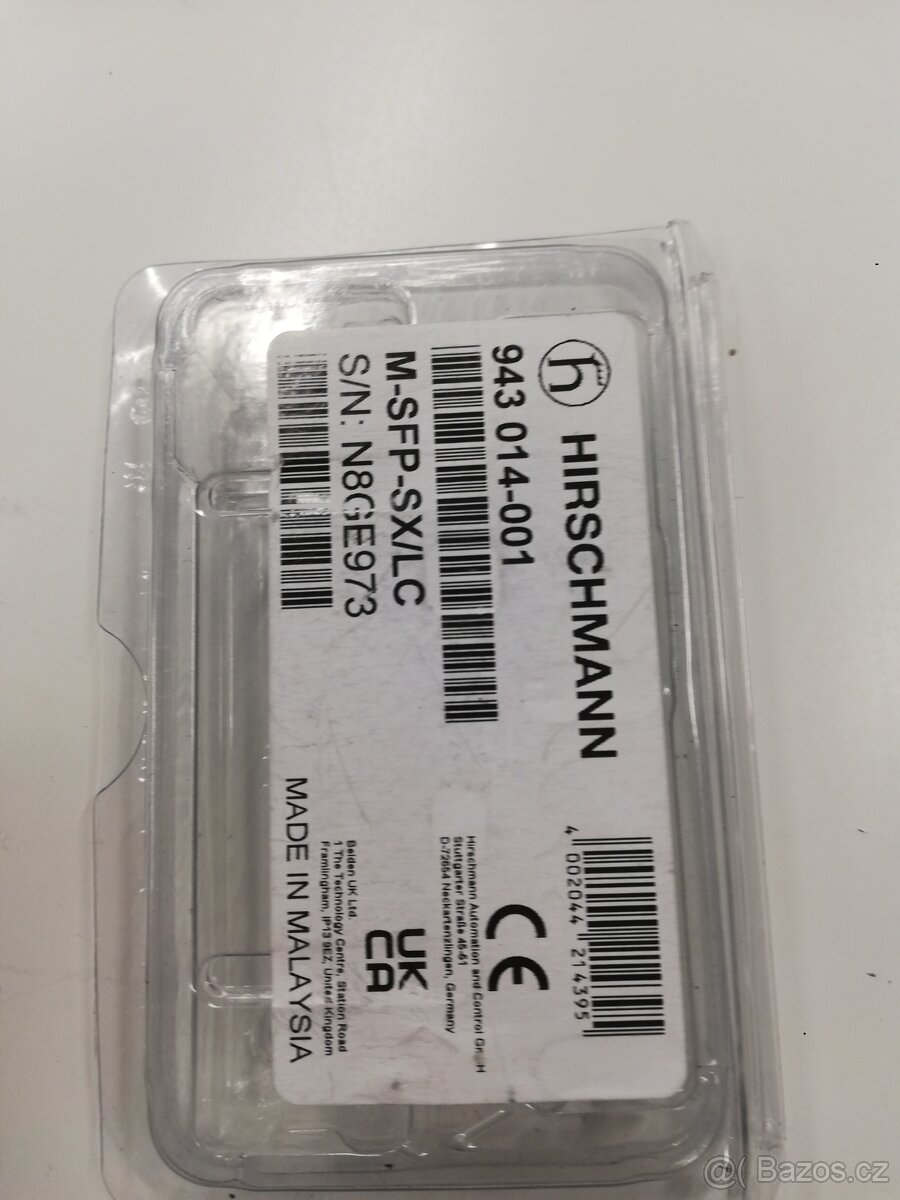 h HIRSCHMANN
943 014-001
M-SFP-SX/LC
S/N: N8GE973
4 002044 214395
CE
Hirschmann Automation and Control GmbH
Stuttgarter Straße 45-51
D-72654 Neckartenzlingen, Germany
UK
CA
Belden UK Ltd.
1 The Technology Centre, Station Road
Framlingham, IP13 9EZ, United Kingdom
MADE IN MALAYSIA
@( Bazos.cz